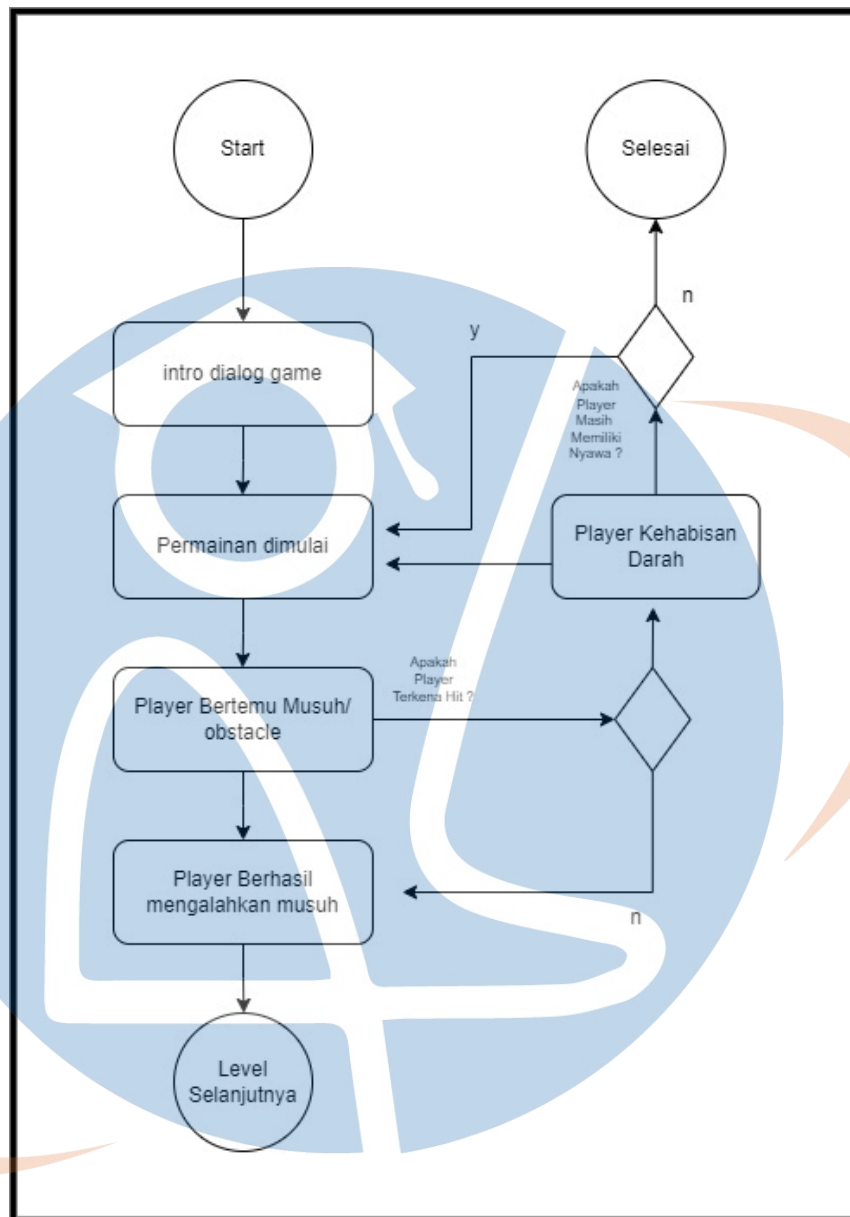 Start
Selesai
n
y
intro dialog game
Apakah
Player
Masih
Memiliki
Nyawa ?
Permainan dimulai
Player Kehabisan
Darah
Apakah
Player
Terkena Hit ?
Player Bertemu Musuh/
obstacle
Player Berhasil
mengalahkan musuh
n
Level
Selanjutnya